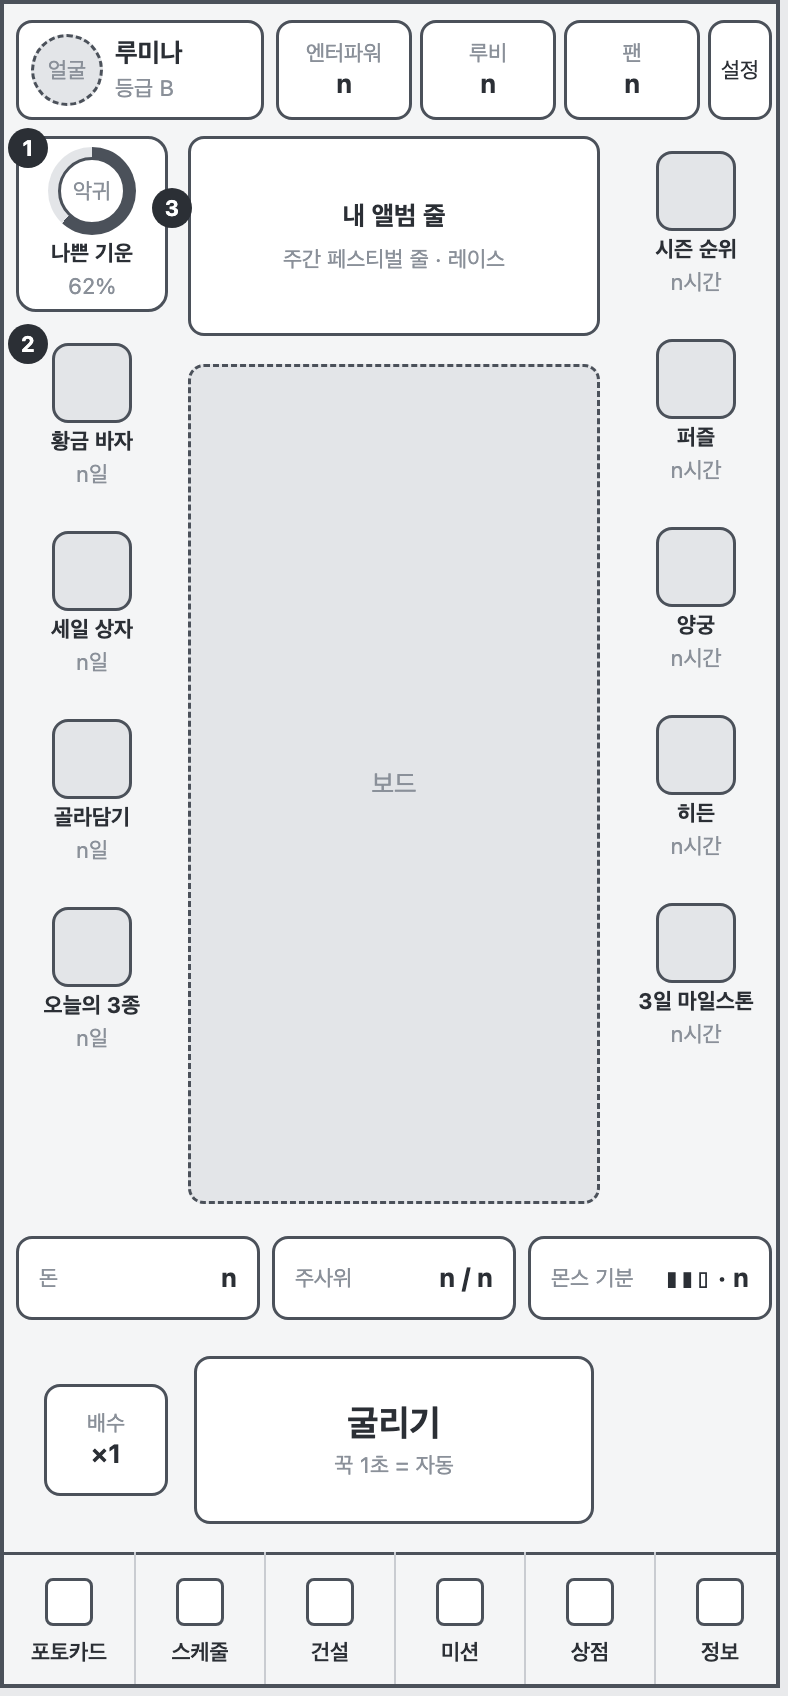 얼굴
루미나
등급 B
엔터파워
n
루비
n
팬
n
설정
1
악귀
나쁜 기운
62%
3
내 앨범 줄
주간 페스티벌 줄 · 레이스
시즌 순위
n시간
2
황금 바자
n일
퍼즐
n시간
세일 상자
n일
양궁
n시간
골라담기
n일
보드
히든
n시간
오늘의 3종
n일
3일 마일스톤
n시간
돈 n
주사위 n / n
몬스 기분 ▮▮▯ · n
배수
×1
굴리기
꾹 1초 = 자동
포토카드
스케줄
건설
미션
상점
정보